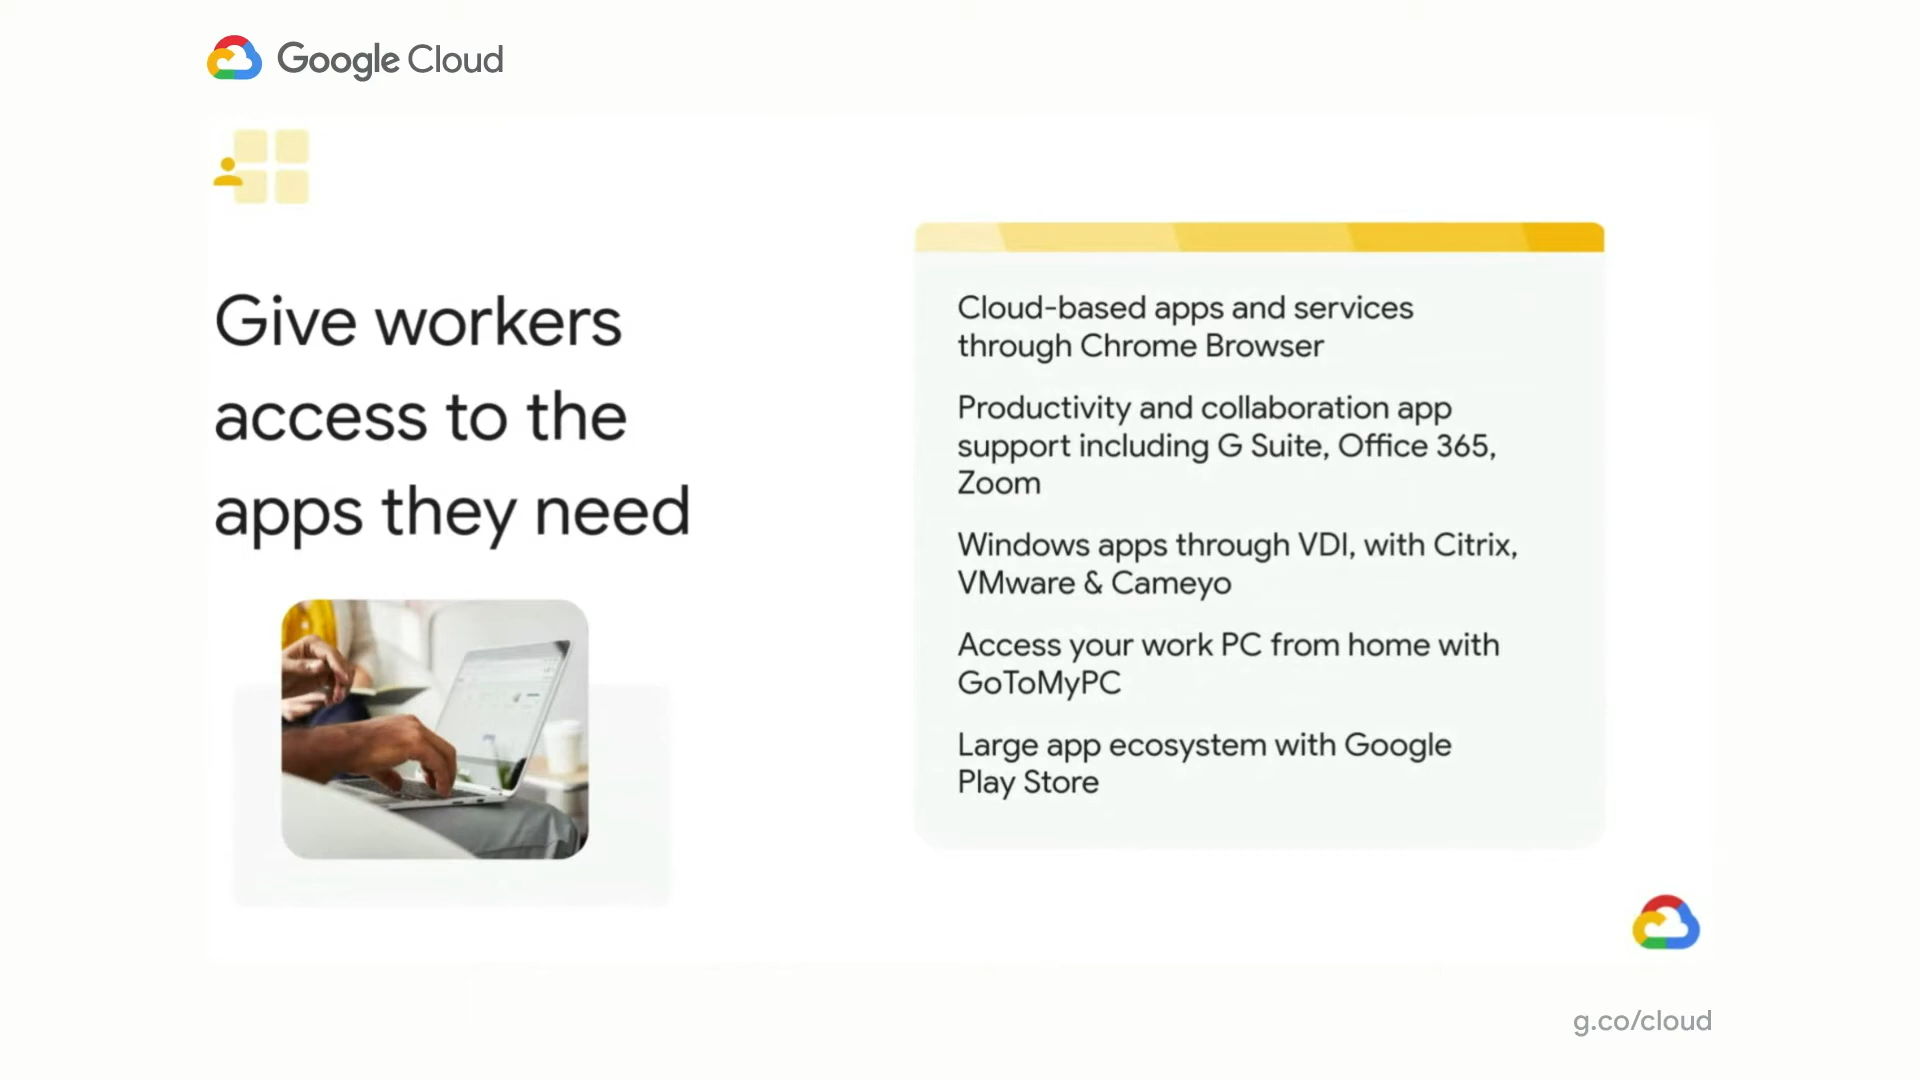 Google Cloud
Give workers
access to the
apps they need
Cloud-based apps and services
through Chrome Browser
Productivity and collaboration app
support including G Suite, Office 365,
Zoom
Windows apps through VDI, with Citrix,
VMware & Cameyo
Access your work PC from home with
GoToMyPC
Large app ecosystem with Google
Play Store
g.co/cloud